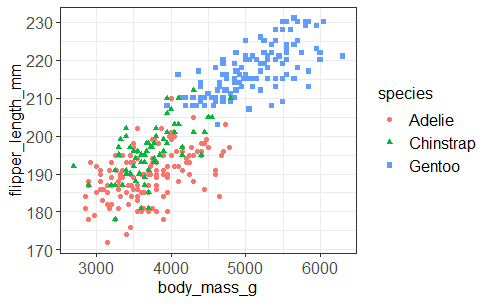 flipper_length_mm
230
220
210
200
190
180
170
3000
4000
5000
6000
body_mass_g
species
Adelie
Chinstrap
Gentoo